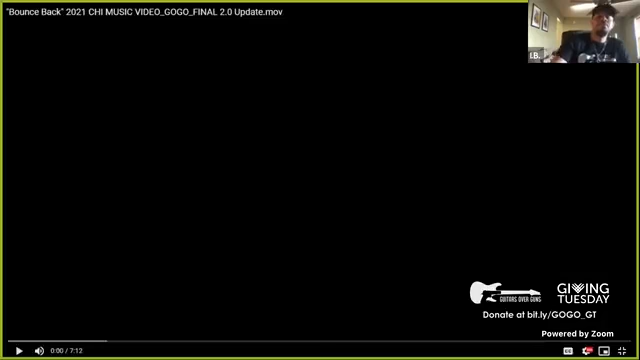 "Bounce Back" 2021 CHI MUSIC VIDEO_GOGO_FINAL 2.0 Update.mov
GUITARS OVER GUNS
GIVING
TUESDAY
Donate at bit.ly/GOGO_GT
Powered by Zoom
0:00 / 7:12